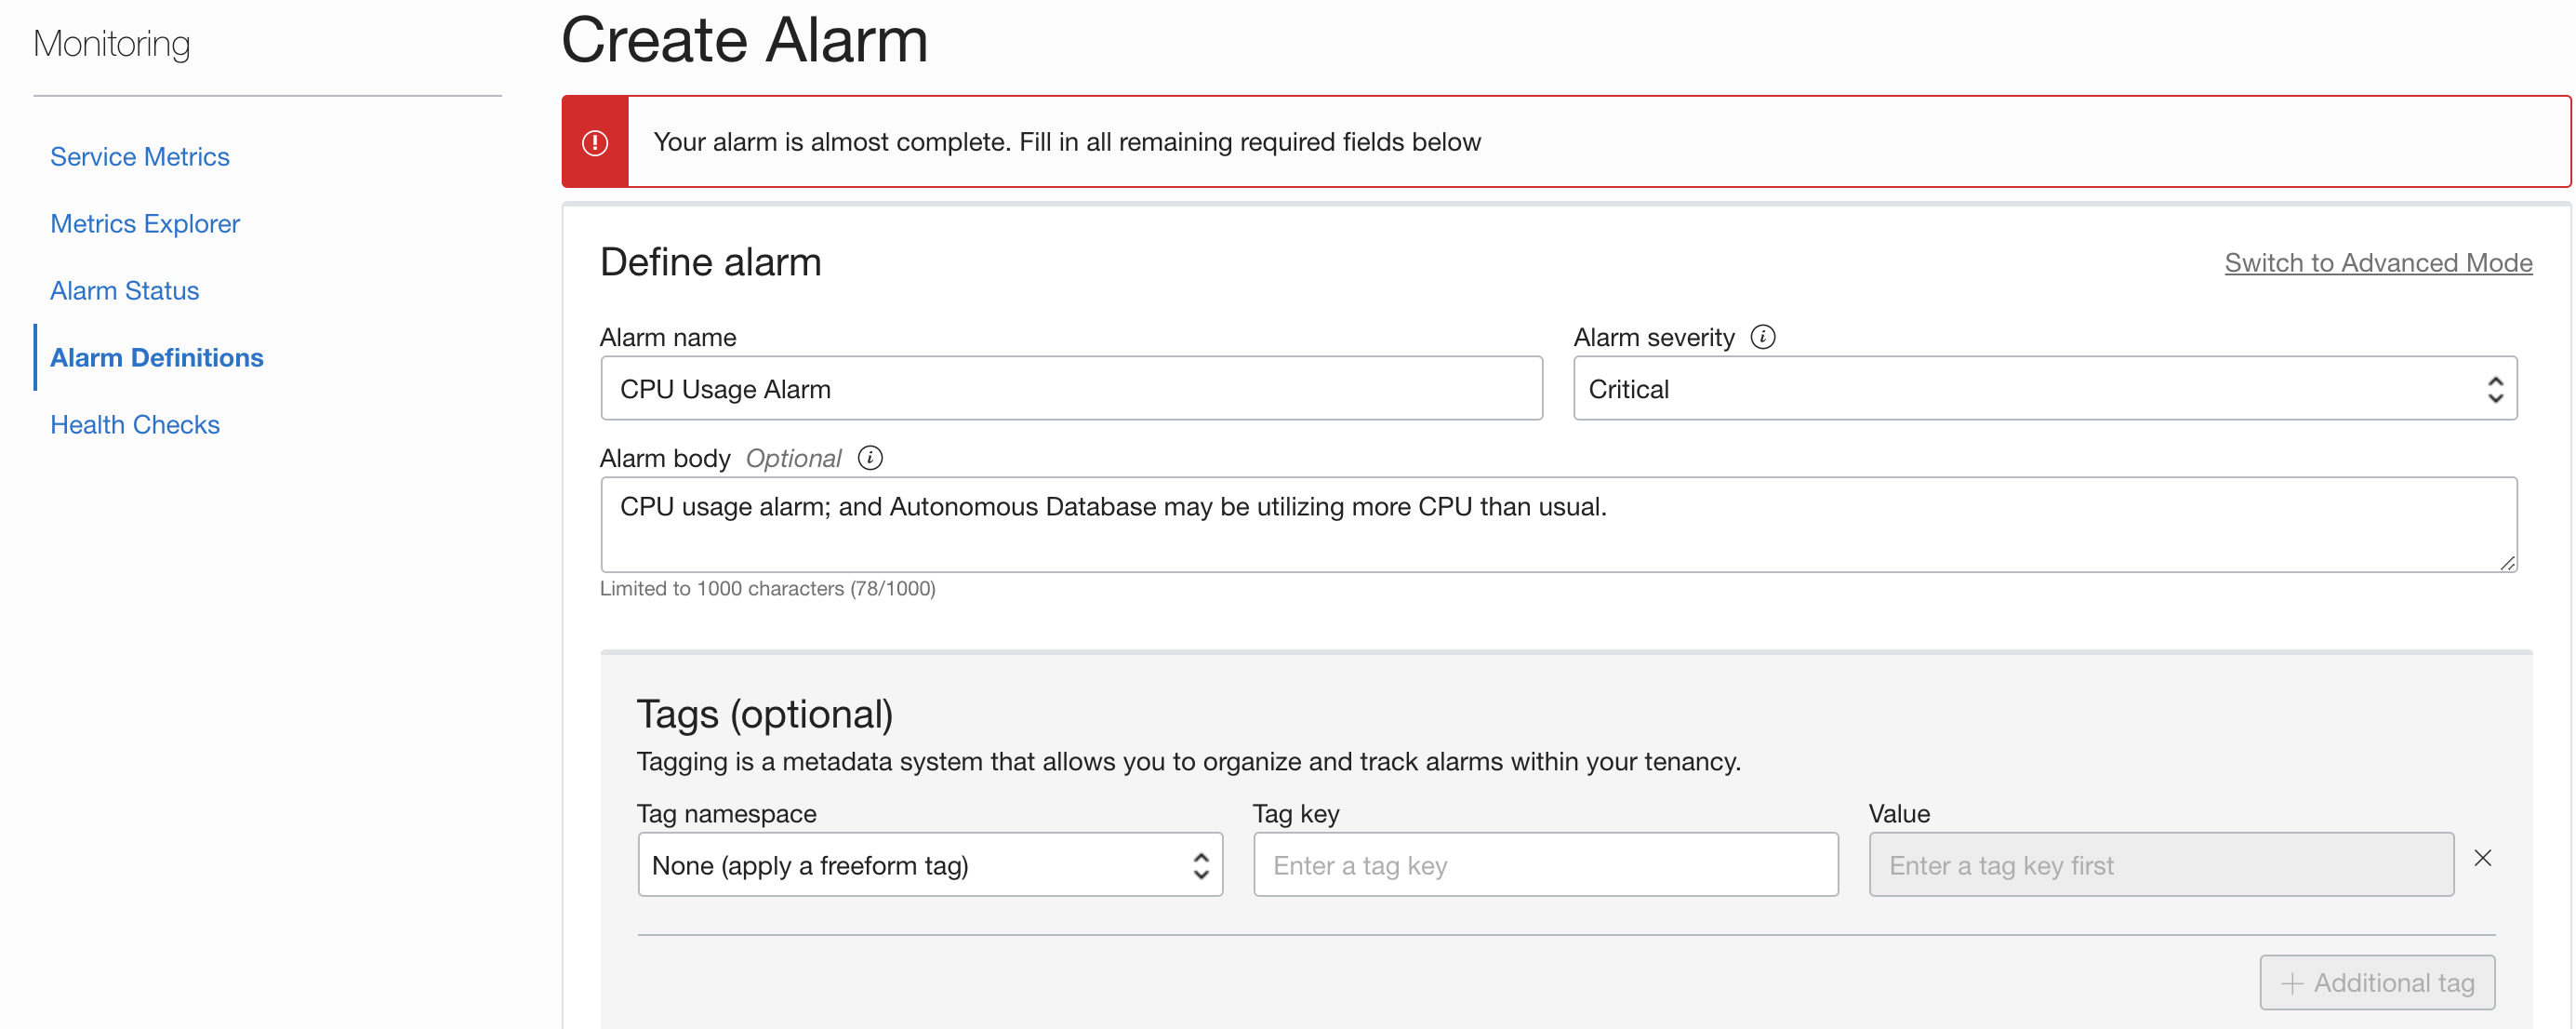 Monitoring
Service Metrics
Metrics Explorer
Alarm Status
Alarm Definitions
Health Checks
Create Alarm
Your alarm is almost complete. Fill in all remaining required fields below
Define alarm
Switch to Advanced Mode
Alarm name
Alarm severity
CPU Usage Alarm
Critical
Alarm body Optional
CPU usage alarm; and Autonomous Database may be utilizing more CPU than usual.
Limited to 1000 characters (78/1000)
Tags (optional)
Tagging is a metadata system that allows you to organize and track alarms within your tenancy.
Tag namespace
Tag key
Value
None (apply a freeform tag)
Enter a tag key
Enter a tag key first
+ Additional tag